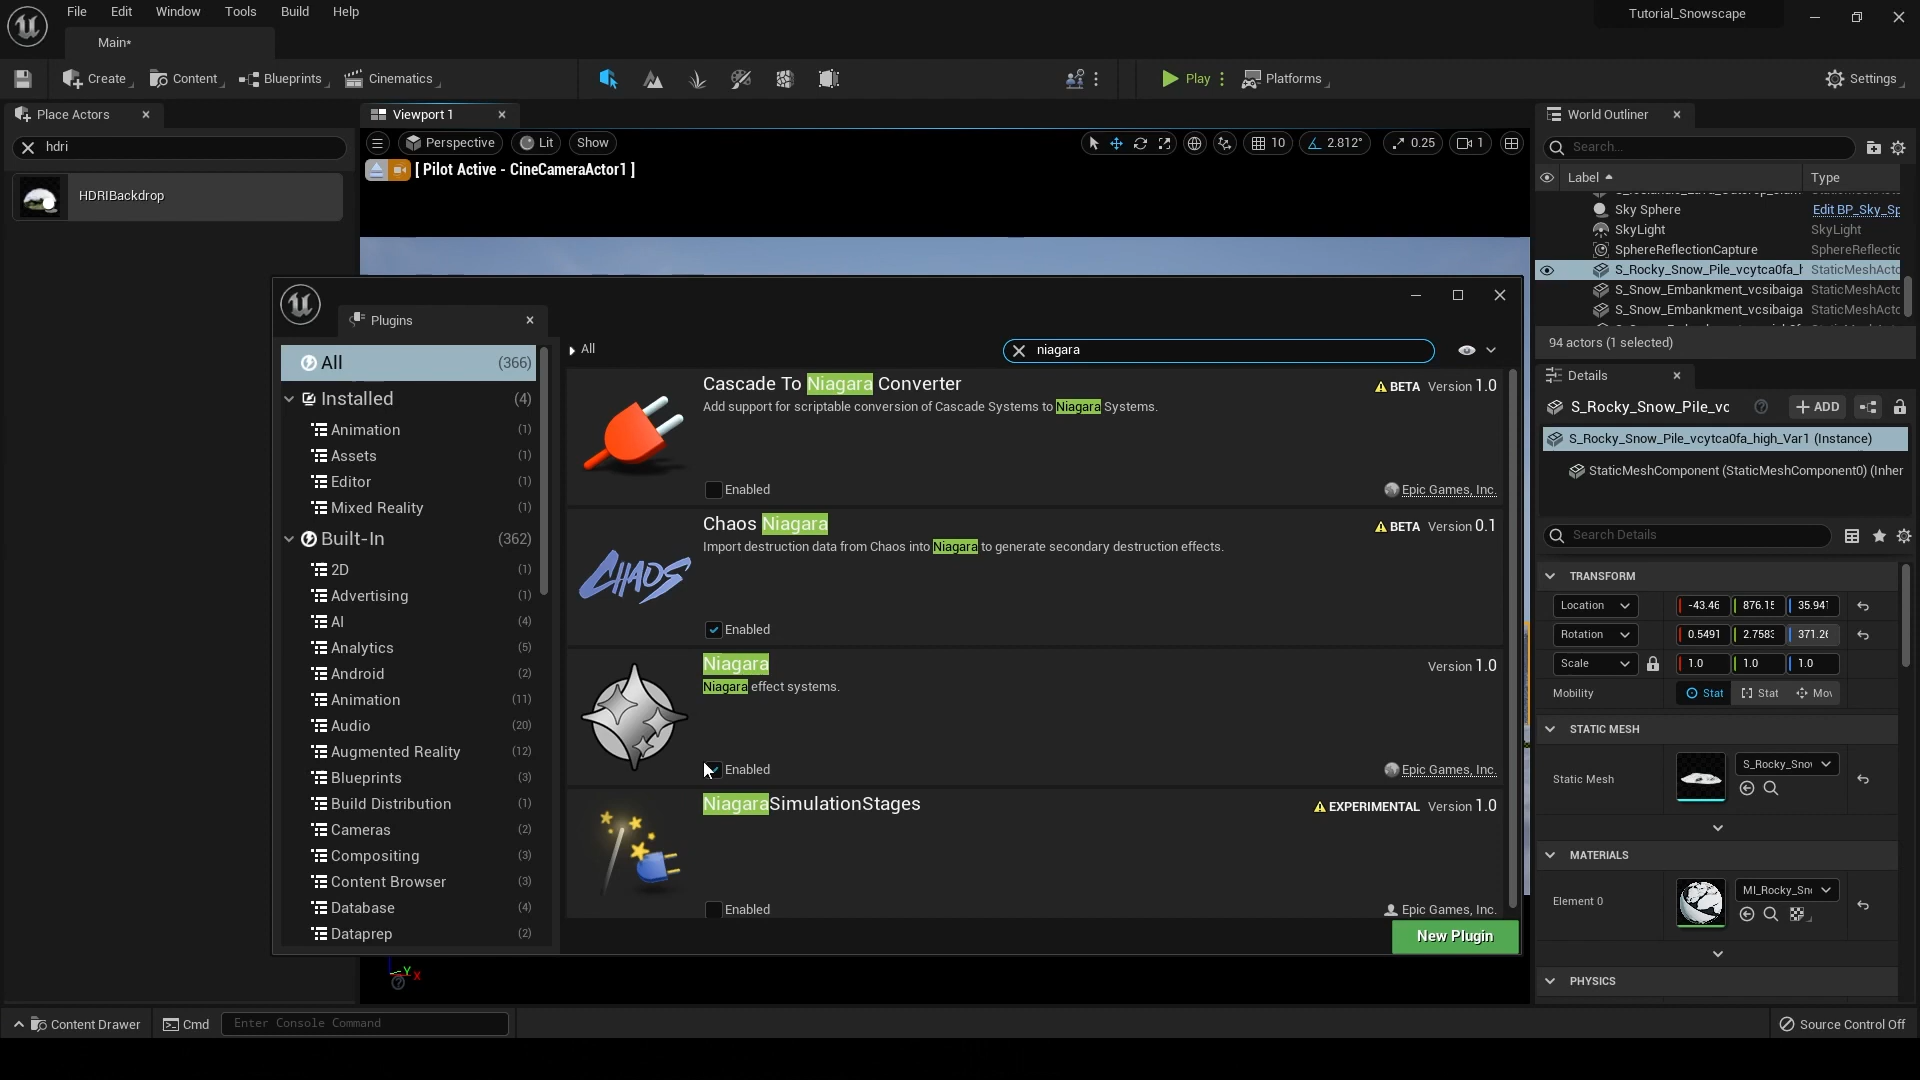 File Edit Window Tools Build Help
Tutorial_Snowscape
Main*
Create Content Blueprints Cinematics
Play Platforms
Settings
Place Actors
hdri
HDRIBackdrop
Viewport 1
Perspective Lit Show
10 2.812° 0.25 1
[ Pilot Active - CineCameraActor1 ]
Plugins
All (366)
Installed (4)
Animation (1)
Assets (1)
Editor (1)
Mixed Reality (1)
Built-In (362)
2D (1)
Advertising (1)
AI (4)
Analytics (5)
Android (2)
Animation (11)
Audio (20)
Augmented Reality (12)
Blueprints (3)
Build Distribution (1)
Cameras (2)
Compositing (3)
Content Browser (3)
Database (4)
Dataprep (2)
All
niagara
Cascade To Niagara Converter
BETA Version 1.0
Add support for scriptable conversion of Cascade Systems to Niagara Systems.
Enabled
Epic Games, Inc.
Chaos Niagara
BETA Version 0.1
Import destruction data from Chaos into Niagara to generate secondary destruction effects.
CHAOS
Enabled
Niagara
Version 1.0
Niagara effect systems.
Enabled
Epic Games, Inc.
NiagaraSimulationStages
EXPERIMENTAL Version 1.0
Enabled
Epic Games, Inc.
New Plugin
Y X
World Outliner
Search...
Label Type
Sky Sphere Edit BP_Sky_Sp
SkyLight SkyLight
SphereReflectionCapture SphereReflectic
S_Rocky_Snow_Pile_vcytca0fa_h StaticMeshActo
S_Snow_Embankment_vcsibaiga StaticMeshActo
S_Snow_Embankment_vcsibaiga StaticMeshActo
94 actors (1 selected)
Details
S_Rocky_Snow_Pile_vc
ADD
S_Rocky_Snow_Pile_vcytca0fa_high_Var1 (Instance)
StaticMeshComponent (StaticMeshComponent0) (Inher
Search Details
TRANSFORM
Location -43.46 876.15 35.941
Rotation 0.5491 2.7583 371.26
Scale 1.0 1.0 1.0
Mobility Stat Stat Mov
STATIC MESH
Static Mesh S_Rocky_Snov
MATERIALS
Element 0 MI_Rocky_Sno
PHYSICS
Content Drawer Cmd Enter Console Command
Source Control Off